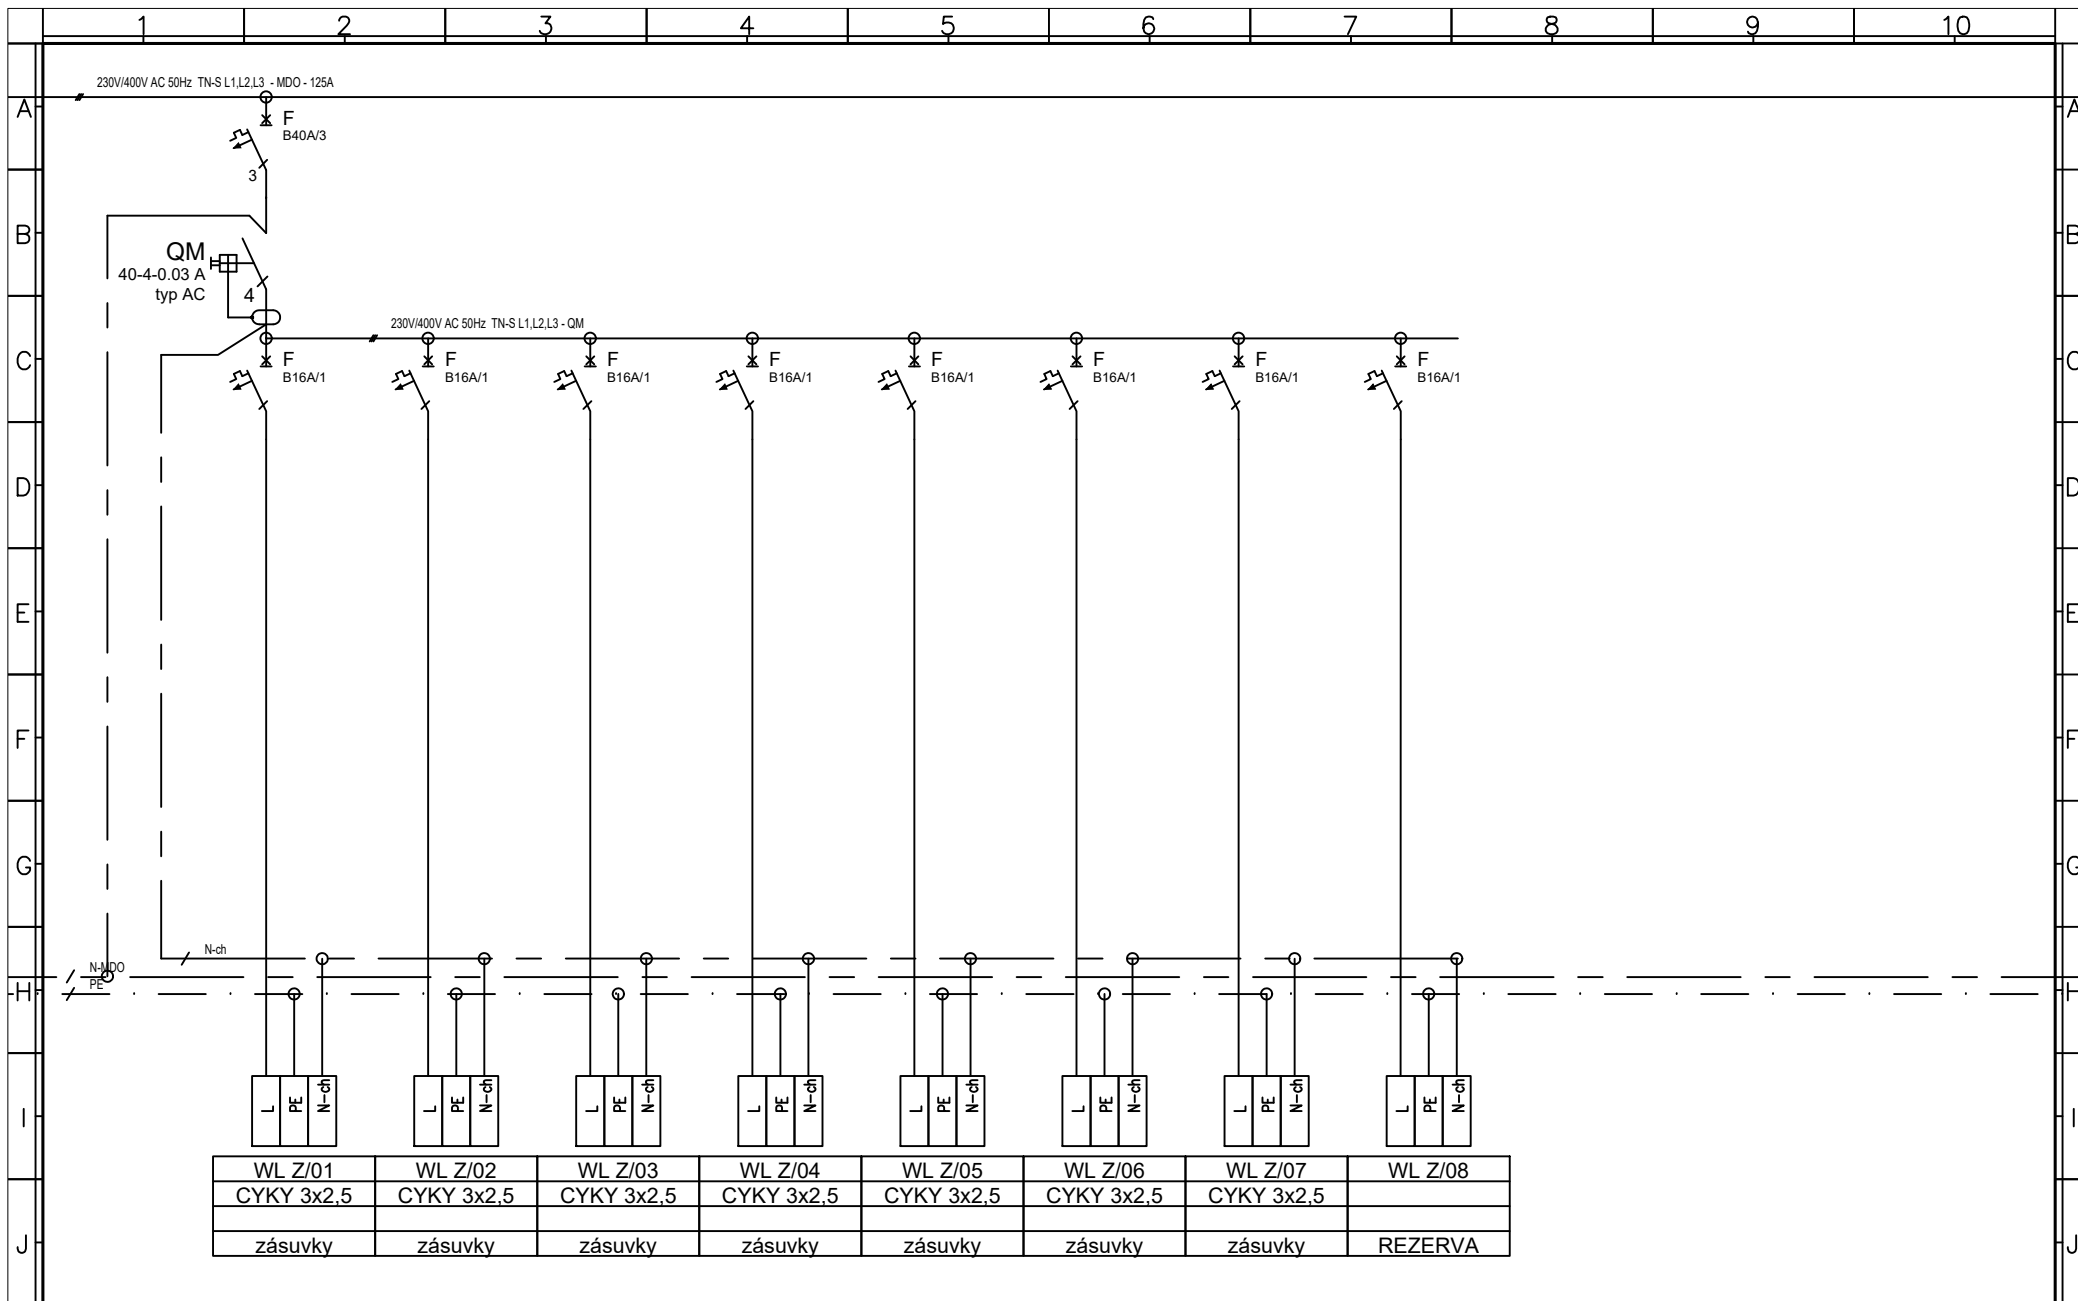 1 2 3 4 5 6 7 8 9 10
230V/400V AC 50Hz TN-S L1,L2,L3 - MDO - 125A
A A
F
B40A/3
3
B B
QM
40-4-0.03 A
typ AC
4
230V/400V AC 50Hz TN-S L1,L2,L3 - QM
C F F F F F F F F C
B16A/1 B16A/1 B16A/1 B16A/1 B16A/1 B16A/1 B16A/1 B16A/1
D D
E E
F F
G G
N-ch
N-MDO
PE
H H
L PE N-ch L PE N-ch L PE N-ch L PE N-ch L PE N-ch L PE N-ch L PE N-ch L PE N-ch
I I
WL Z/01 WL Z/02 WL Z/03 WL Z/04 WL Z/05 WL Z/06 WL Z/07 WL Z/08
CYKY 3x2,5 CYKY 3x2,5 CYKY 3x2,5 CYKY 3x2,5 CYKY 3x2,5 CYKY 3x2,5 CYKY 3x2,5
J zásuvky zásuvky zásuvky zásuvky zásuvky zásuvky zásuvky REZERVA J